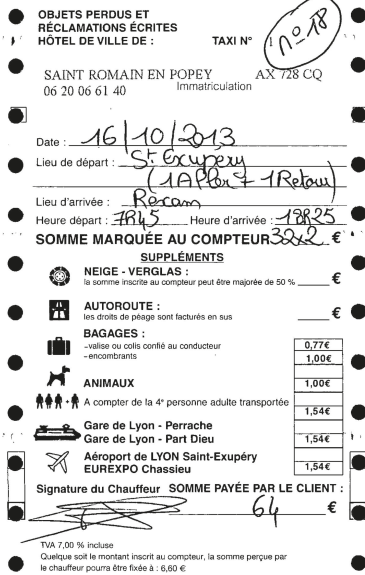 OBJETS PERDUS ET
RÉCLAMATIONS ÉCRITES
HÔTEL DE VILLE DE : TAXI N° n° 18
SAINT ROMAIN EN POPEY AX 728 CQ
06 20 06 61 40 Immatriculation
Date : 16/10/2013
Lieu de départ : St Exupery
(1 Aller + 1 Retour)
Lieu d'arrivée : Rexam
Heure départ : 7h45 Heure d'arrivée : 18h25
SOMME MARQUÉE AU COMPTEUR 32x2 €
SUPPLÉMENTS
NEIGE - VERGLAS :
la somme inscrite au compteur peut être majorée de 50 % €
AUTOROUTE :
les droits de péage sont facturés en sus €
BAGAGES :
–valise ou colis confié au conducteur 0,77€
–encombrants 1,00€
ANIMAUX 1,00€
A compter de la 4e personne adulte transportée 1,54€
Gare de Lyon - Perrache
Gare de Lyon - Part Dieu 1,54€
Aéroport de LYON Saint-Exupéry
EUREXPO Chassieu 1,54€
Signature du Chauffeur SOMME PAYÉE PAR LE CLIENT :
64 €
TVA 7,00 % incluse
Quelque soit le montant inscrit au compteur, la somme perçue par
le chauffeur pourra être fixée à : 6,60 €